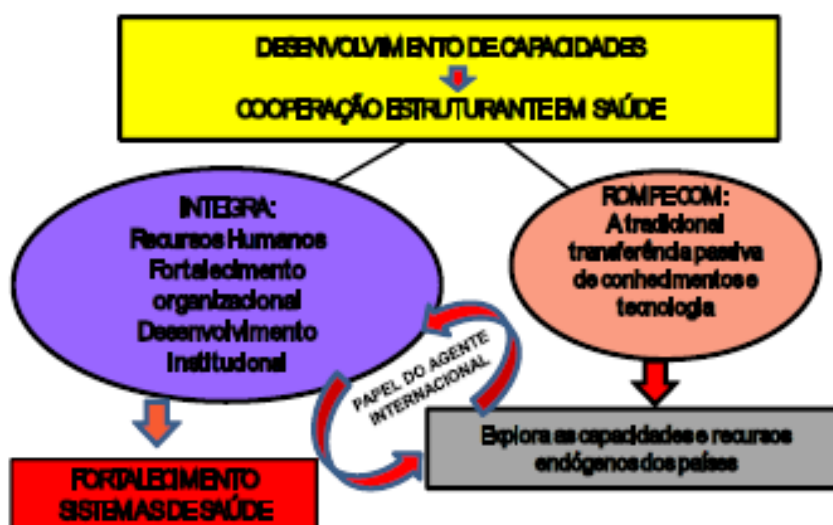 DESENVOLVIMENTO DE CAPACIDADES
COOPERAÇÃO ESTRUTURANTE EM SAÚDE
INTEGRA:
Recursos Humanos
Fortalecimento
organizacional
Desenvolvimento
Institucional
ROMPE COM:
A tradicional
transferência passiva
de conhecimentos e
tecnologia
PAPEL DO AGENTE
INTERNACIONAL
Explora as capacidades e recursos
endógenos dos países
FORTALECIMENTO
SISTEMAS DE SAÚDE